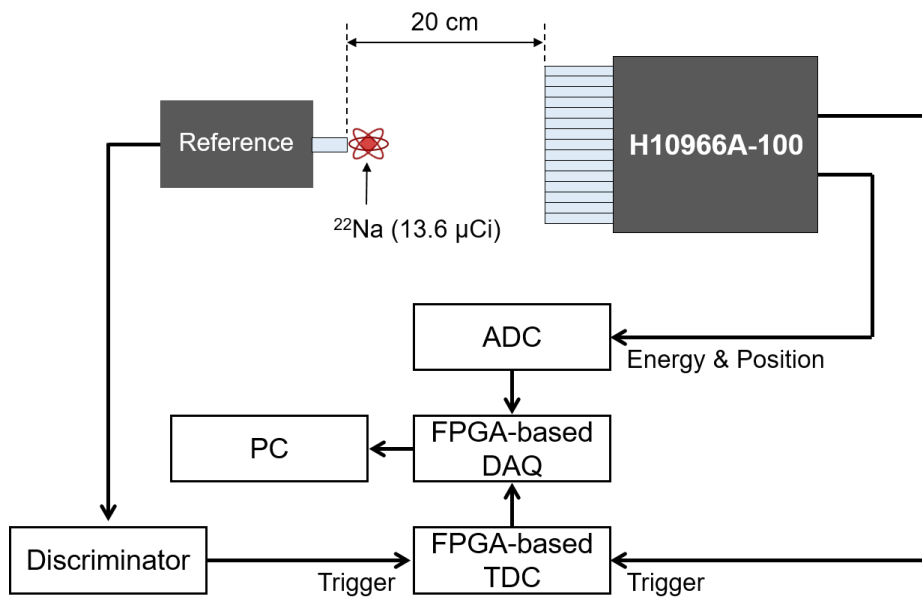 20 cm
Reference
H10966A-100
²²Na (13.6 μCi)
ADC
Energy & Position
PC
FPGA-based
DAQ
Discriminator
Trigger
FPGA-based
TDC
Trigger